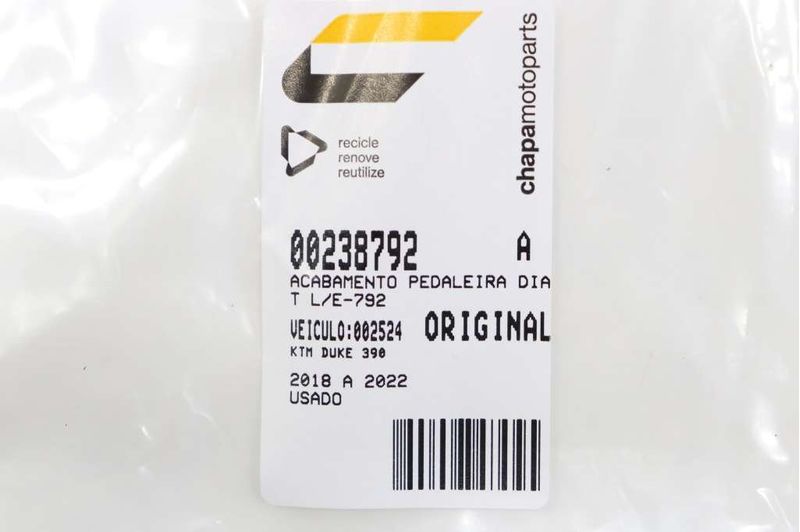 chapamotoparts
recicle
renove
reutilize
00238792 A
ACABAMENTO PEDALEIRA DIA
T L/E-792
VEICULO:002524 ORIGINAL
KTM DUKE 390
2018 A 2022
USADO